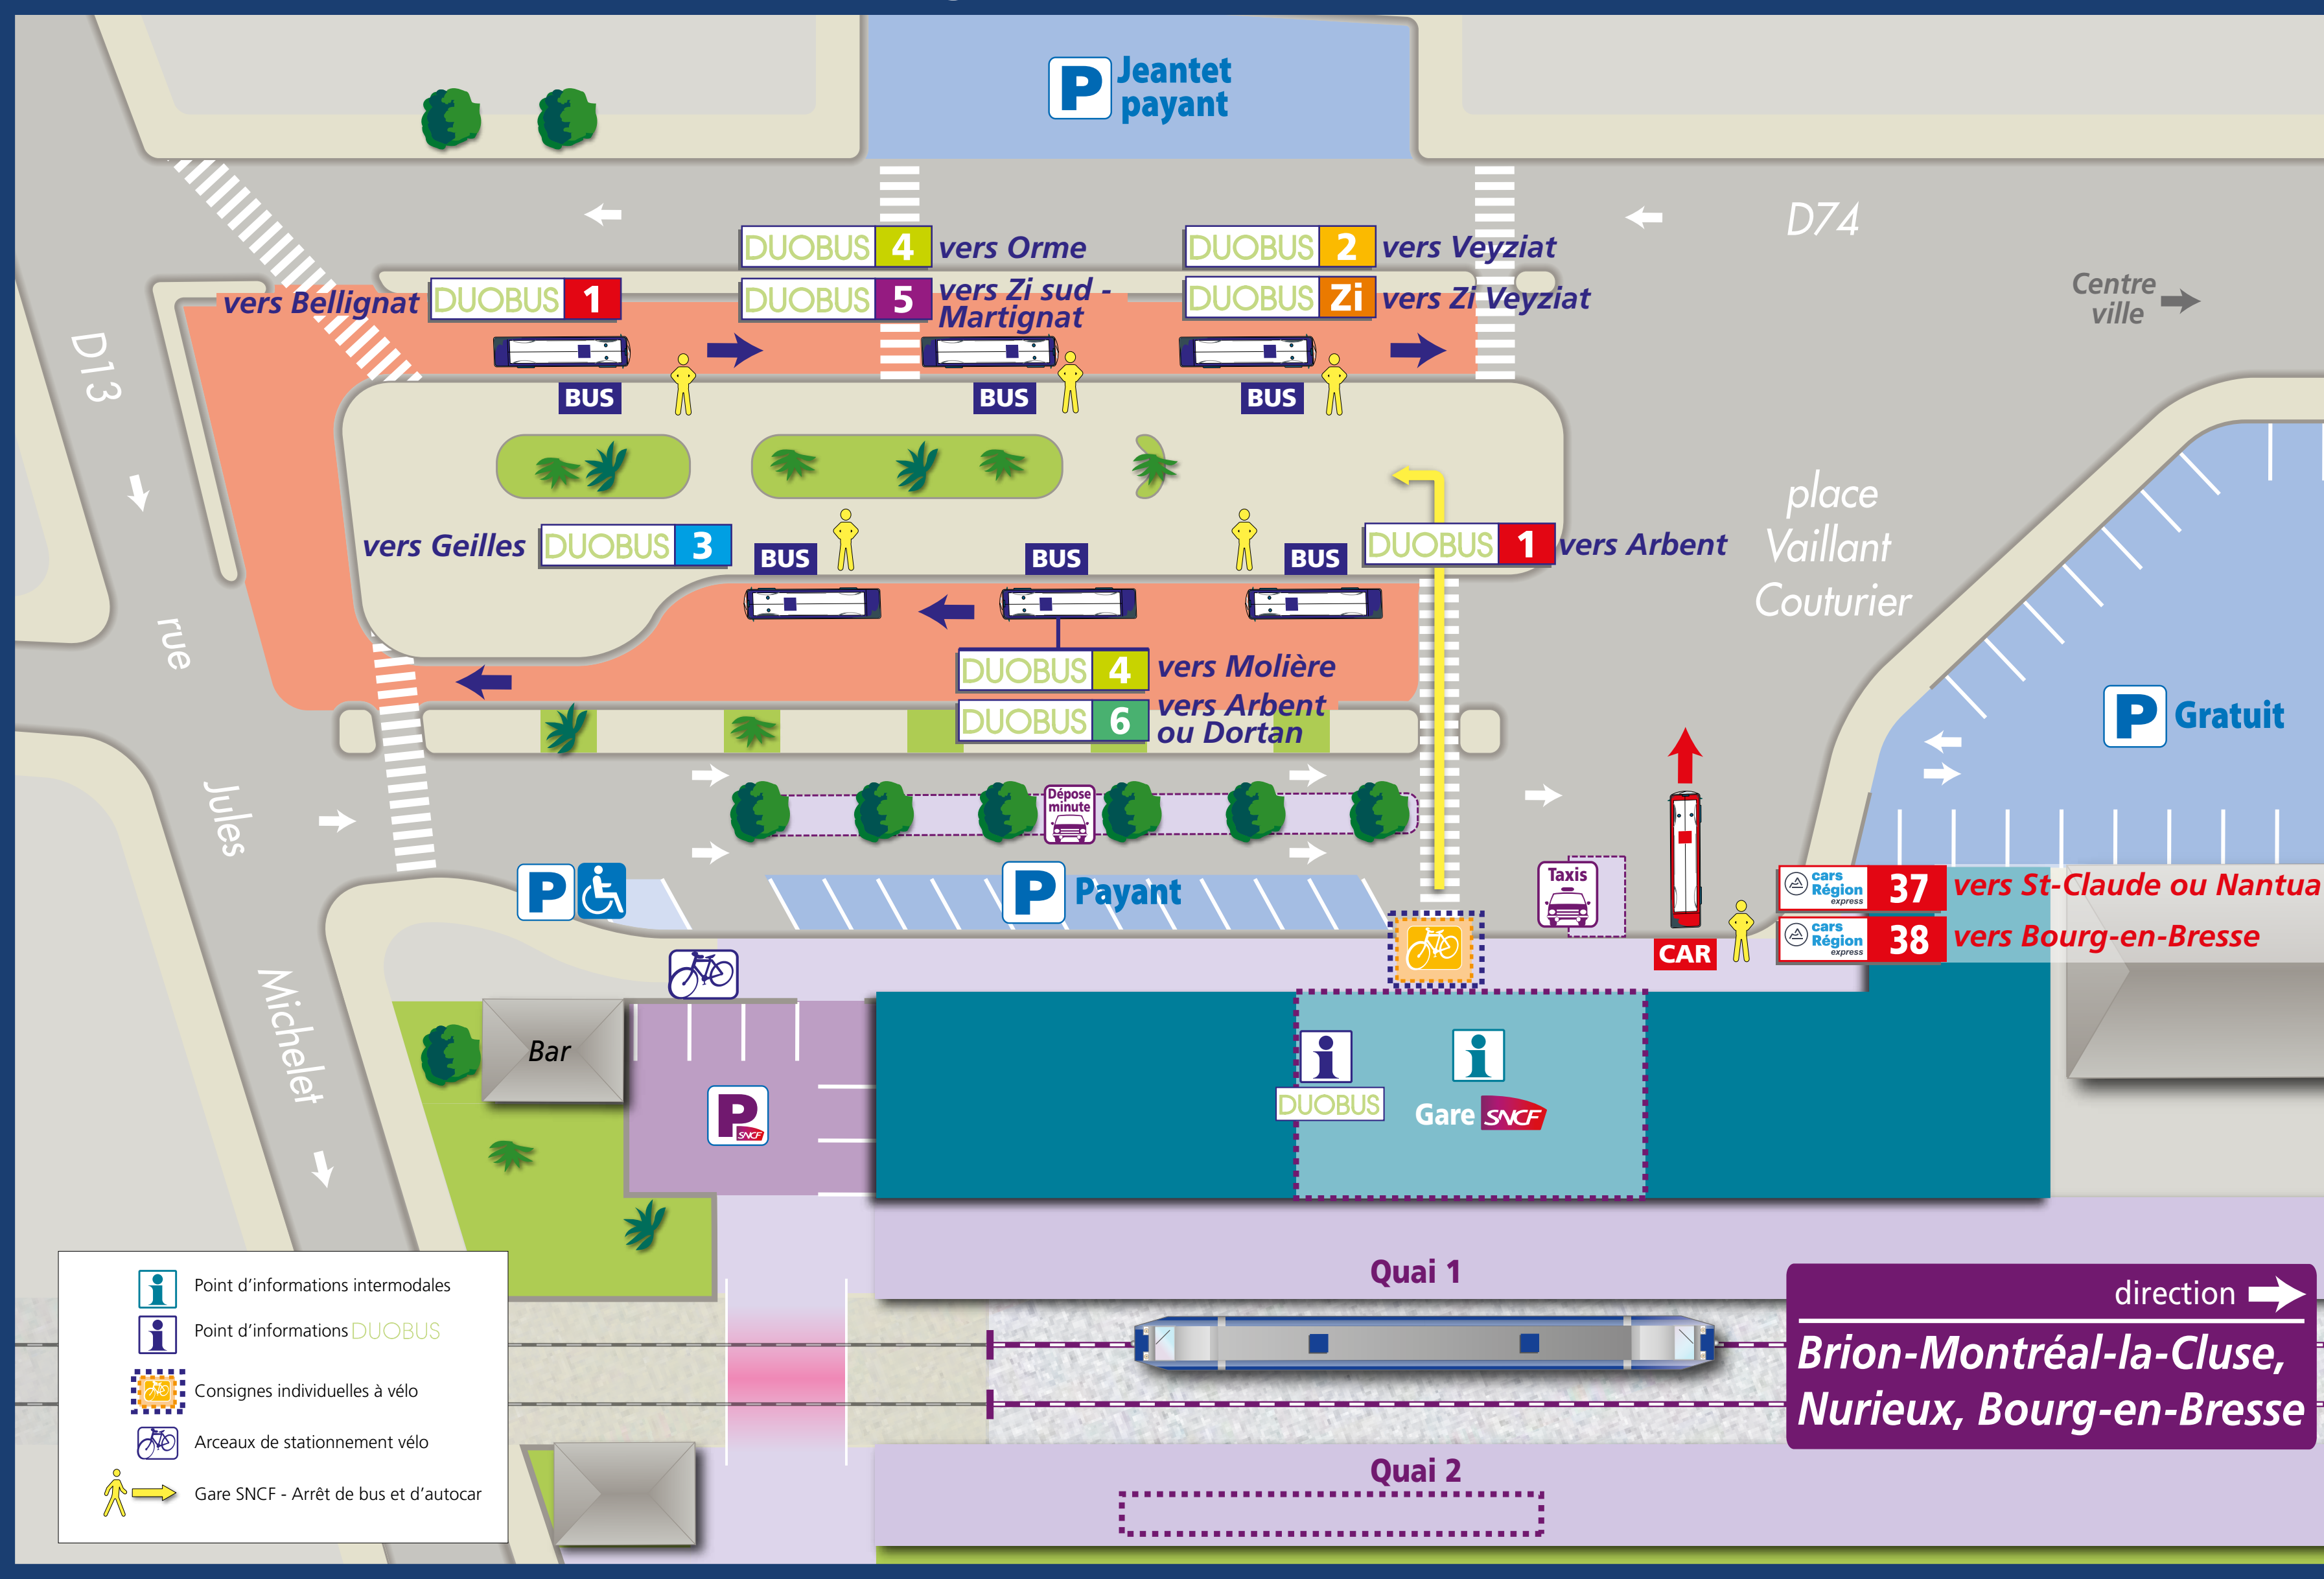 P Jeantet
payant
D74
DUOBUS 4 vers Orme
DUOBUS 2 vers Veyziat
Centre
ville
vers Bellignat DUOBUS 1
DUOBUS 5 vers Zi sud -
Martignat
DUOBUS Zi vers Zi Veyziat
D13
BUS
BUS
BUS
place
Vaillant
Couturier
vers Geilles DUOBUS 3
BUS
BUS
BUS
DUOBUS 1 vers Arbent
rue
Jules
Michelet
DUOBUS 4 vers Molière
DUOBUS 6 vers Arbent
ou Dortan
P Gratuit
Dépose
minute
P
P Payant
Taxis
cars
Région
express
37 vers St-Claude ou Nantua
cars
Région
express
38 vers Bourg-en-Bresse
CAR
Bar
P
SNCF
i
DUOBUS
i
Gare SNCF
Quai 1
direction
Brion-Montréal-la-Cluse,
Nurieux, Bourg-en-Bresse
Quai 2
i Point d’informations intermodales
i Point d’informations DUOBUS
Consignes individuelles à vélo
Arceaux de stationnement vélo
Gare SNCF - Arrêt de bus et d’autocar